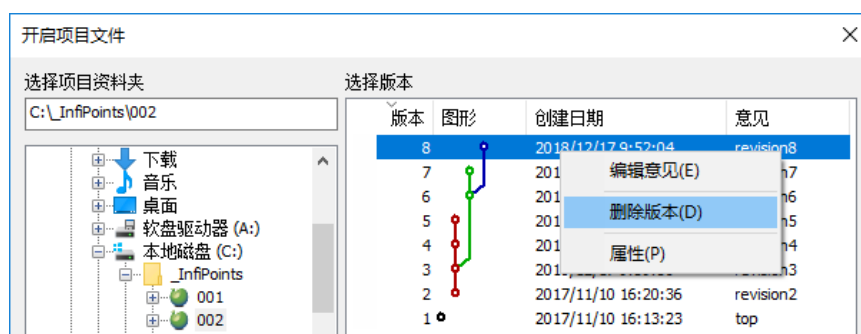 开启项目文件
选择项目资料夹
C:\_InfiPoints\002
下载
音乐
桌面
软盘驱动器 (A:)
本地磁盘 (C:)
_InfiPoints
001
002
选择版本
版本 图形 创建日期 意见
8 2018/12/17 9:52:04 revision8
7 201
6 201
5 201
4 201
3
2 2017/11/10 16:20:36 revision2
1 2017/11/10 16:13:23 top
编辑意见(E)
删除版本(D)
属性(P)